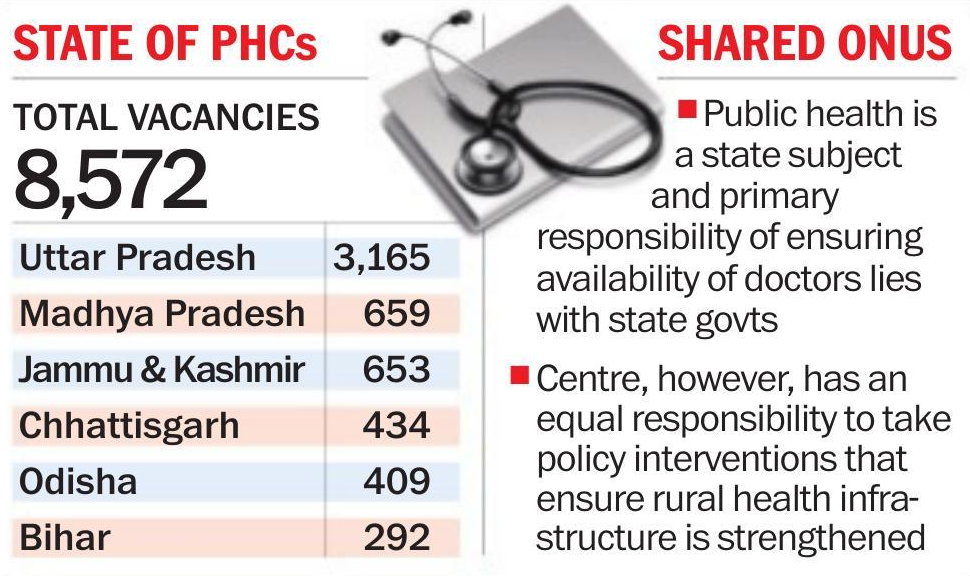 STATE OF PHCs
TOTAL VACANCIES
8,572
Uttar Pradesh 3,165
Madhya Pradesh 659
Jammu & Kashmir 653
Chhattisgarh 434
Odisha 409
Bihar 292
SHARED ONUS
Public health is
a state subject
and primary
responsibility of ensuring
availability of doctors lies
with state govts
Centre, however, has an
equal responsibility to take
policy interventions that
ensure rural health infra-
structure is strengthened